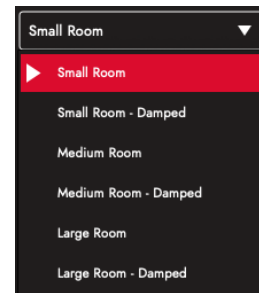 Small Room
Small Room
Small Room - Damped
Medium Room
Medium Room - Damped
Large Room
Large Room - Damped